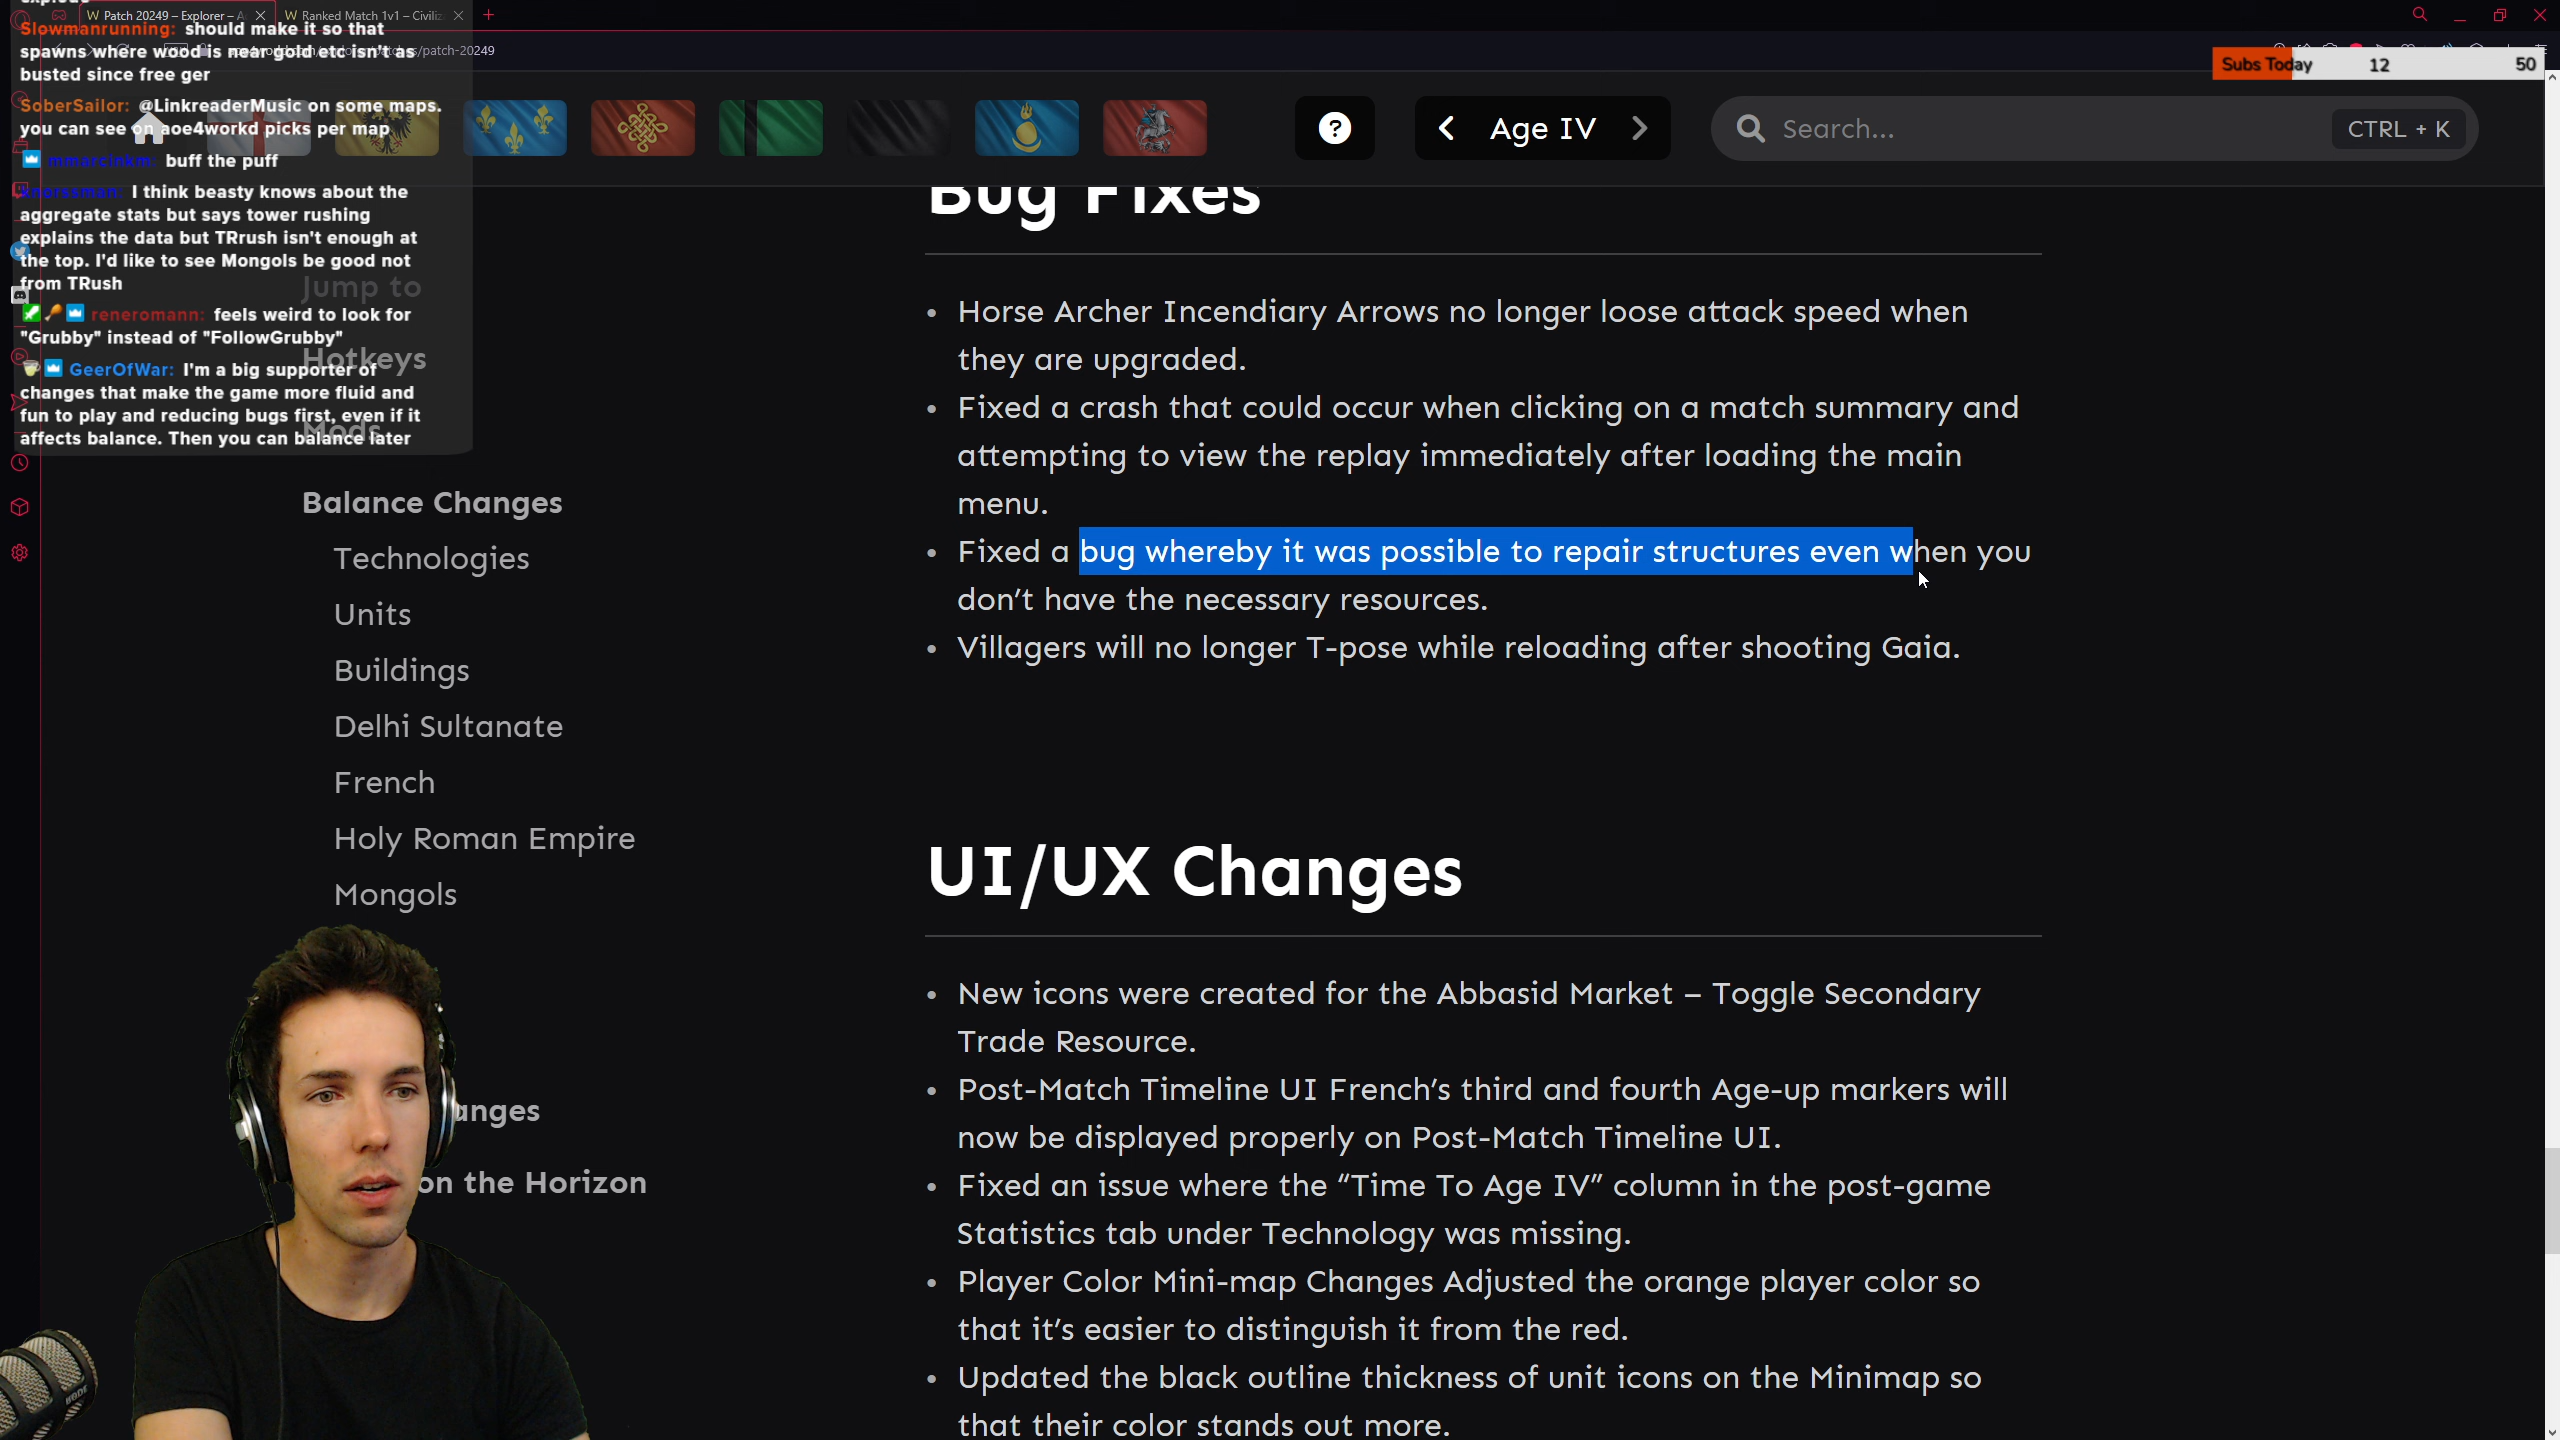 Patch 20249 – Explorer – A
Ranked Match 1v1 – Civiliz
/patch-20249
Slowmanrunning: should make it so that
spawns where wood is near gold etc isn't as
busted since free ger
SoberSailor: @LinkreaderMusic on some maps.
you can see on aoe4workd picks per map
mmarcinkm: buff the puff
I think beasty knows about the
aggregate stats but says tower rushing
explains the data but TRrush isn't enough at
the top. I'd like to see Mongols be good not
from TRush
reneromann: feels weird to look for
"Grubby" instead of "FollowGrubby"
GeerOfWar: I'm a big supporter of
changes that make the game more fluid and
fun to play and reducing bugs first, even if it
affects balance. Then you can balance later
Subs Today 12 50
? Age IV Search... CTRL + K
Jump to
Hotkeys
Mods
Balance Changes
Technologies
Units
Buildings
Delhi Sultanate
French
Holy Roman Empire
Mongols
anges
on the Horizon
Bug Fixes
• Horse Archer Incendiary Arrows no longer loose attack speed when
they are upgraded.
• Fixed a crash that could occur when clicking on a match summary and
attempting to view the replay immediately after loading the main
menu.
• Fixed a bug whereby it was possible to repair structures even when you
don’t have the necessary resources.
• Villagers will no longer T-pose while reloading after shooting Gaia.
UI/UX Changes
• New icons were created for the Abbasid Market – Toggle Secondary
Trade Resource.
• Post-Match Timeline UI French’s third and fourth Age-up markers will
now be displayed properly on Post-Match Timeline UI.
• Fixed an issue where the “Time To Age IV” column in the post-game
Statistics tab under Technology was missing.
• Player Color Mini-map Changes Adjusted the orange player color so
that it’s easier to distinguish it from the red.
• Updated the black outline thickness of unit icons on the Minimap so
that their color stands out more.
RODE